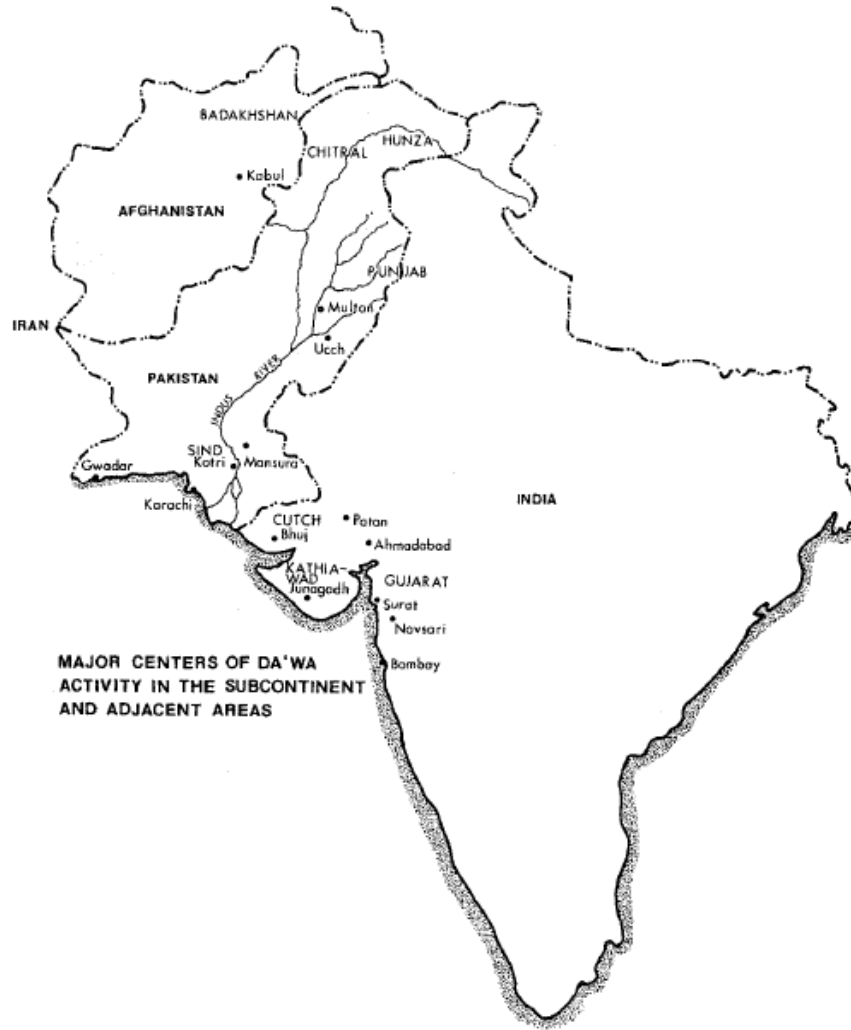 BADAKHSHAN
CHITRAL
HUNZA
Kabul
AFGHANISTAN
PUNJAB
Multan
IRAN
Ucch
PAKISTAN
INDUS RIVER
SIND
Kotri
Mansura
Gwadar
Karachi
INDIA
CUTCH
Bhuj
Patan
Ahmadabad
KATHIA-
WAD
Junagadh
GUJARAT
Surat
Navsari
Bombay
MAJOR CENTERS OF DA'WA
ACTIVITY IN THE SUBCONTINENT
AND ADJACENT AREAS